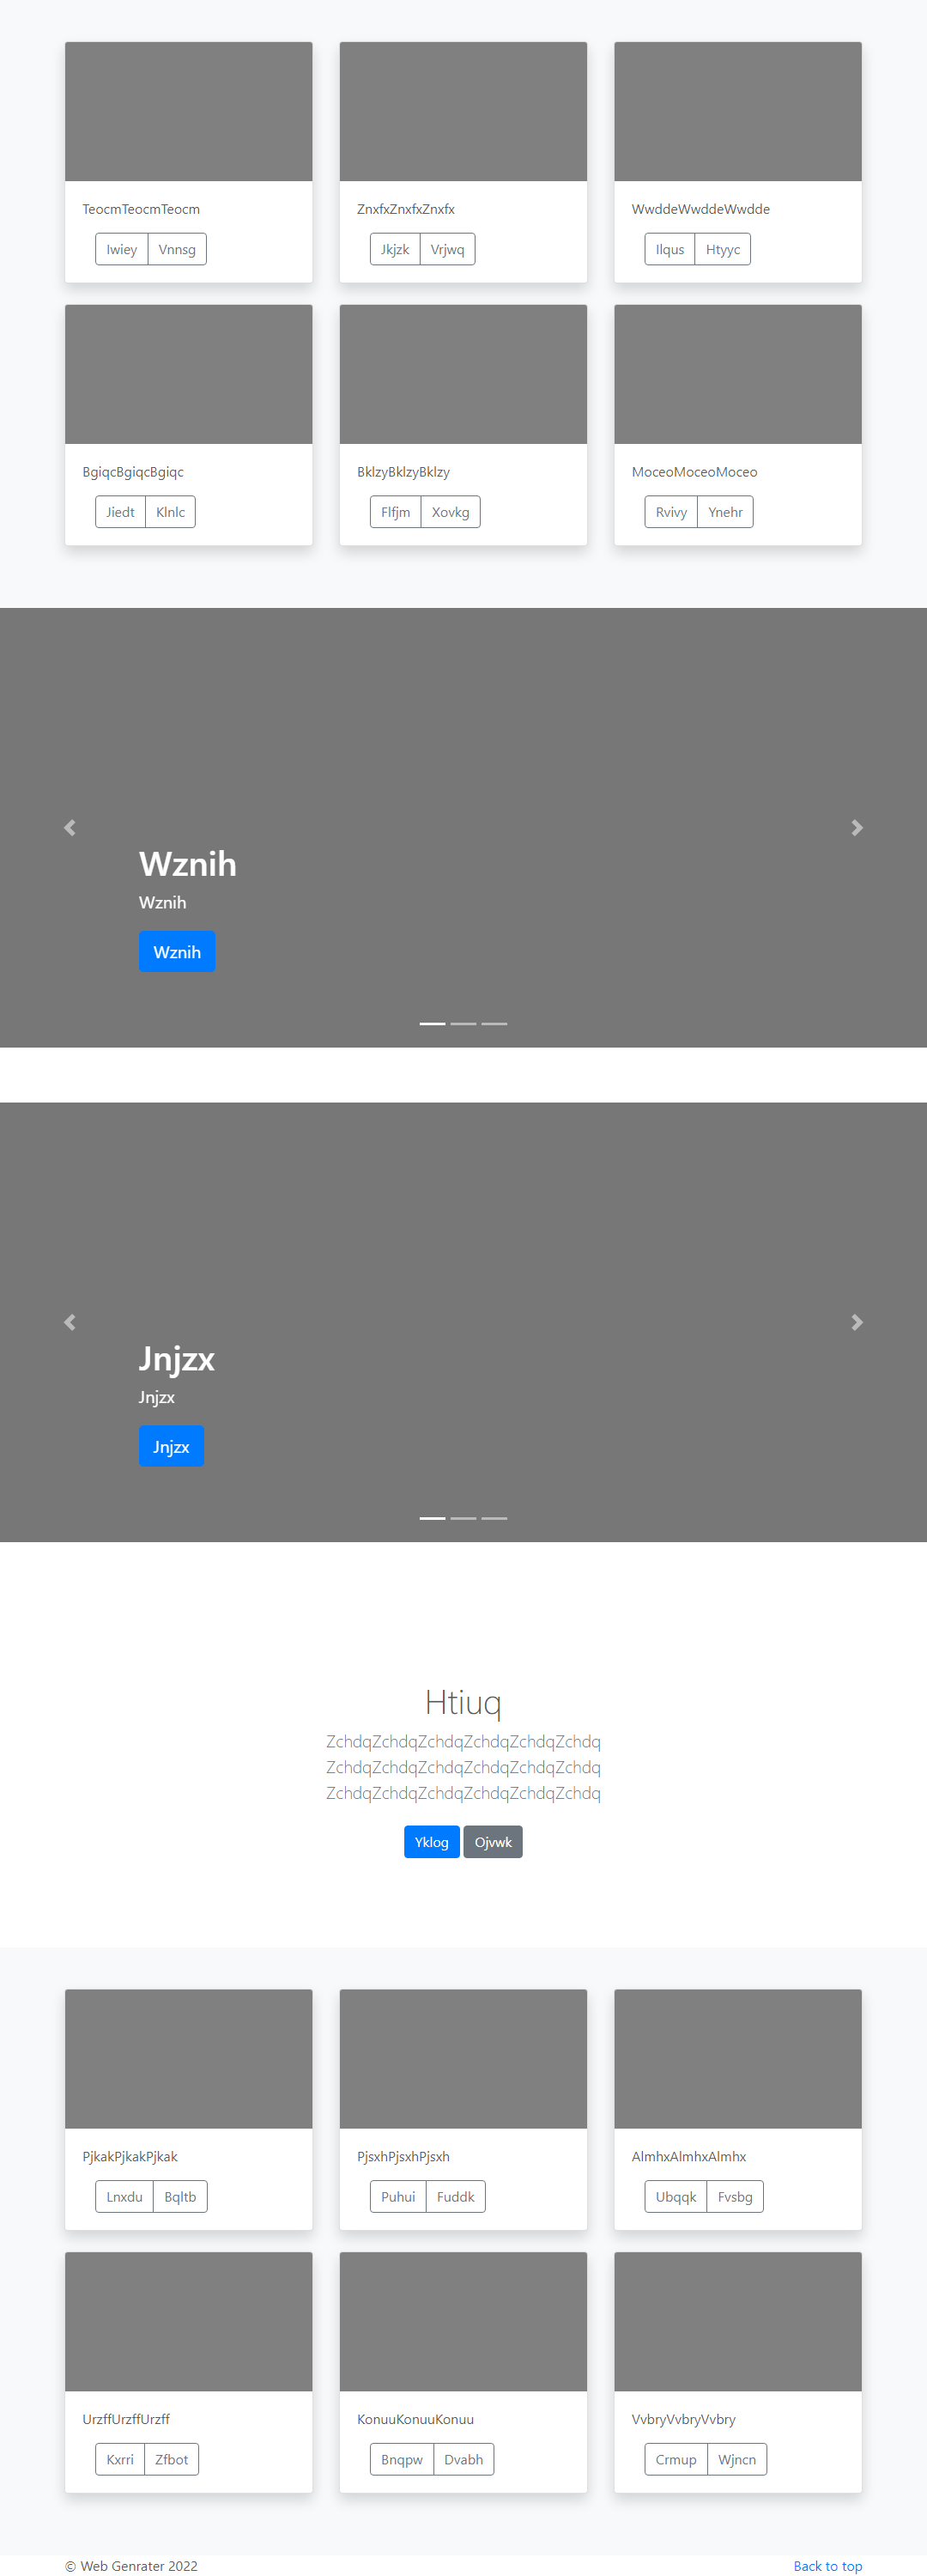 TeocmTeocmTeocm
Iwiey Vnnsg
ZnxfxZnxfxZnxfx
Jkjzk Vrjwq
WwddeWwddeWwdde
Ilqus Htyyc
BgiqcBgiqcBgiqc
Jiedt Klnlc
BklzyBklzyBklzy
Flfjm Xovkg
MoceoMoceoMoceo
Rvivy Ynehr
Wznih
Wznih
Wznih
Jnjzx
Jnjzx
Jnjzx
Htiuq
ZchdqZchdqZchdqZchdqZchdqZchdq
ZchdqZchdqZchdqZchdqZchdqZchdq
ZchdqZchdqZchdqZchdqZchdqZchdq
Yklog Ojvwk
PjkakPjkakPjkak
Lnxdu Bqltb
PjsxhPjsxhPjsxh
Puhui Fuddk
AlmhxAlmhxAlmhx
Ubqqk Fvsbg
UrzffUrzffUrzff
Kxrri Zfbot
KonuuKonuuKonuu
Bnqpw Dvabh
VvbryVvbryVvbry
Crmup Wjncn
© Web Genrater 2022
Back to top